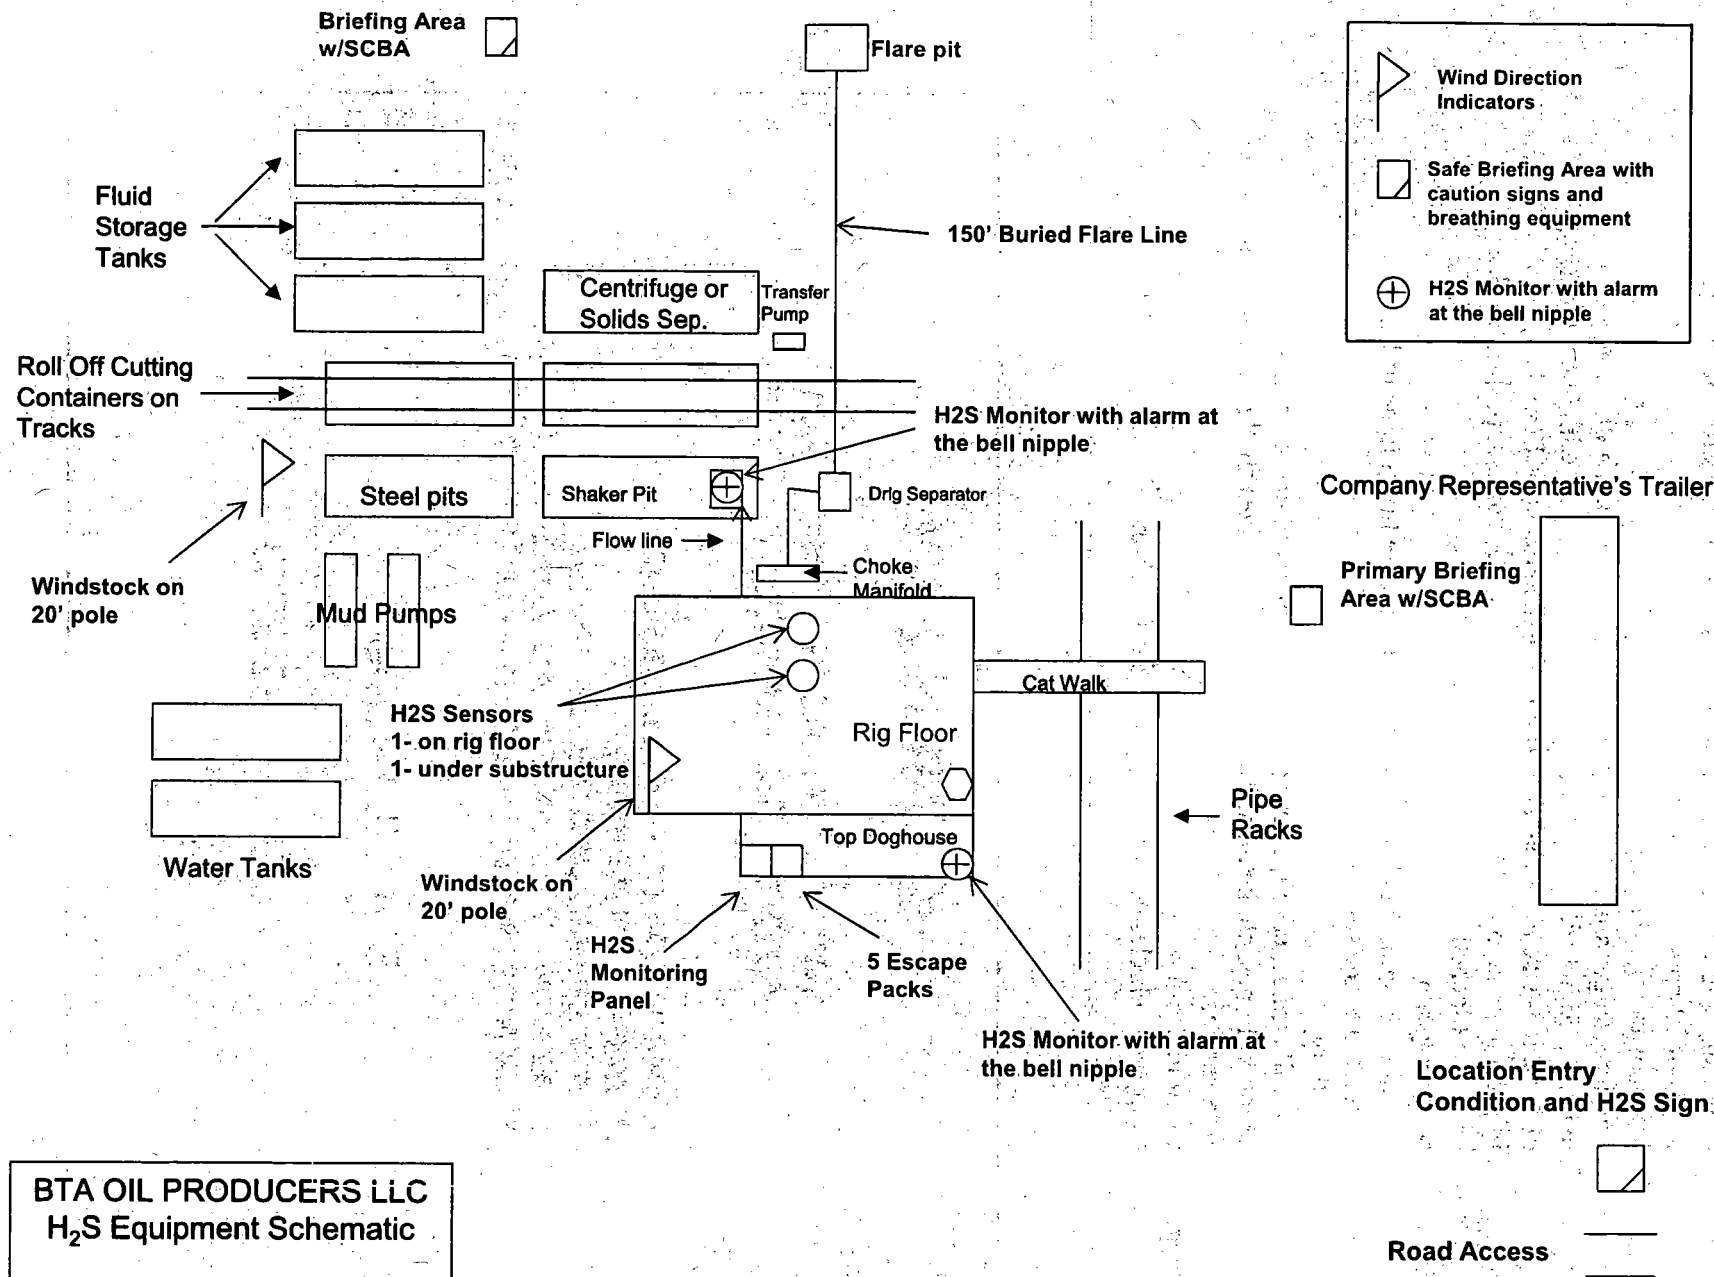 Briefing Area
w/SCBA
Flare pit
Wind Direction
Indicators
Safe Briefing Area with
caution signs and
breathing equipment
H2S Monitor with alarm
at the bell nipple
Fluid
Storage
Tanks
150' Buried Flare Line
Centrifuge or
Solids Sep.
Transfer
Pump
Roll Off Cutting
Containers on
Tracks
H2S Monitor with alarm at
the bell nipple
Steel pits
Shaker Pit
Drlg Separator
Company Representative's Trailer
Flow line
Choke
Manifold
Windstock on
20' pole
Mud Pumps
Primary Briefing
Area w/SCBA
Cat Walk
H2S Sensors
1- on rig floor
1- under substructure
Rig Floor
Pipe
Racks
Top Doghouse
Water Tanks
Windstock on
20' pole
H2S
Monitoring
Panel
5 Escape
Packs
H2S Monitor with alarm at
the bell nipple
Location Entry
Condition and H2S Sign
BTA OIL PRODUCERS LLC
H₂S Equipment Schematic
Road Access